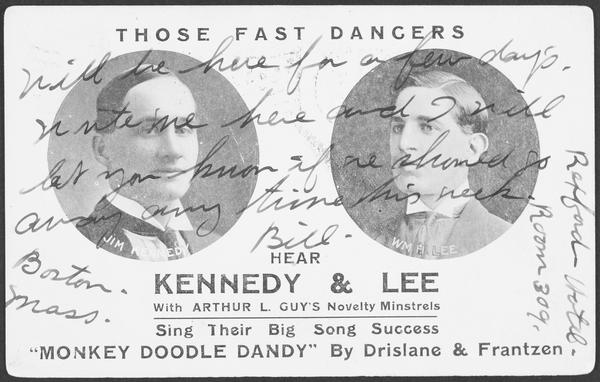 THOSE FAST DANCERS
Will be here for a few days.
Write me here and I will
let you know if we should go
away any time this week.
Bill-
Boston.
Mass.
Rexford Hotel-
Room 309.
JIM KENNEDY
WM H. LEE
HEAR
KENNEDY & LEE
With ARTHUR L. GUY'S Novelty Minstrels
Sing Their Big Song Success
"MONKEY DOODLE DANDY" By Drislane & Frantzen